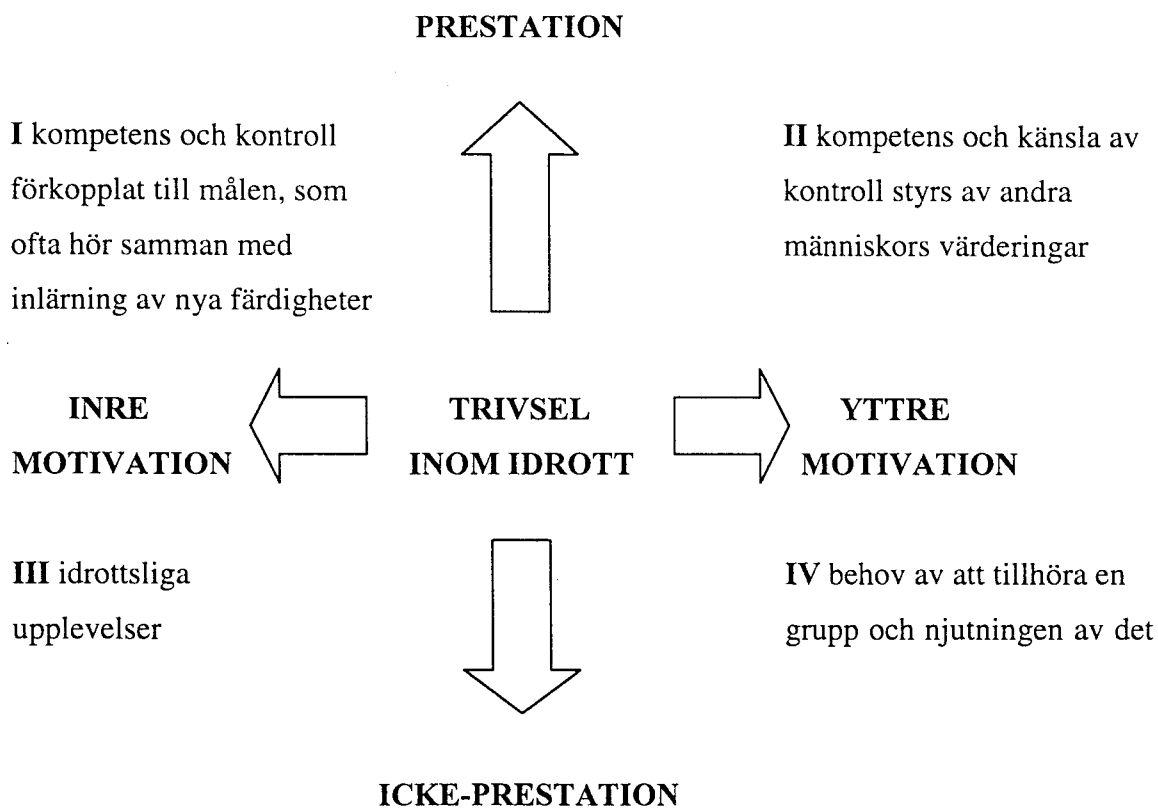 PRESTATION
I kompetens och kontroll
förkopplat till målen, som
ofta hör samman med
inlärning av nya färdigheter
II kompetens och känsla av
kontroll styrs av andra
människors värderingar
INRE
MOTIVATION
TRIVSEL
INOM IDROTT
YTTRE
MOTIVATION
III idrottsliga
upplevelser
IV behov av att tillhöra en
grupp och njutningen av det
ICKE-PRESTATION